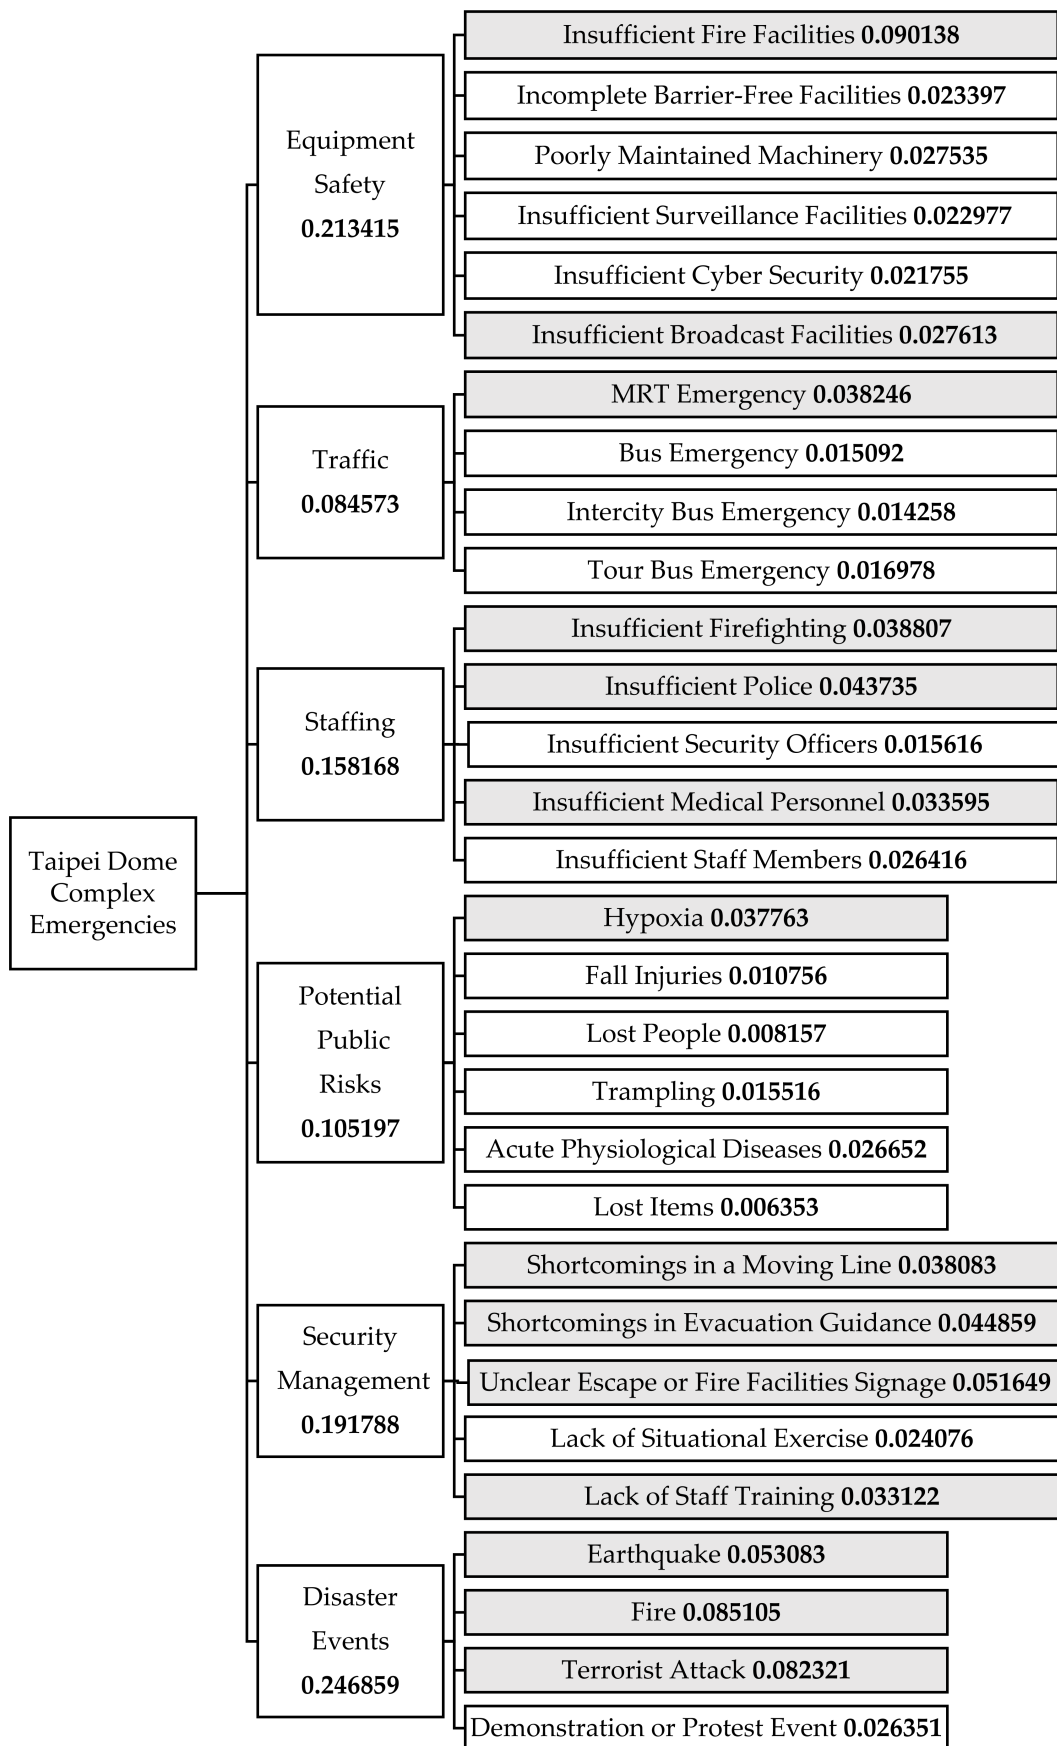 Taipei Dome
Complex
Emergencies
Equipment
Safety
0.213415
Insufficient Fire Facilities 0.090138
Incomplete Barrier-Free Facilities 0.023397
Poorly Maintained Machinery 0.027535
Insufficient Surveillance Facilities 0.022977
Insufficient Cyber Security 0.021755
Insufficient Broadcast Facilities 0.027613
Traffic
0.084573
MRT Emergency 0.038246
Bus Emergency 0.015092
Intercity Bus Emergency 0.014258
Tour Bus Emergency 0.016978
Staffing
0.158168
Insufficient Firefighting 0.038807
Insufficient Police 0.043735
Insufficient Security Officers 0.015616
Insufficient Medical Personnel 0.033595
Insufficient Staff Members 0.026416
Potential
Public
Risks
0.105197
Hypoxia 0.037763
Fall Injuries 0.010756
Lost People 0.008157
Trampling 0.015516
Acute Physiological Diseases 0.026652
Lost Items 0.006353
Security
Management
0.191788
Shortcomings in a Moving Line 0.038083
Shortcomings in Evacuation Guidance 0.044859
Unclear Escape or Fire Facilities Signage 0.051649
Lack of Situational Exercise 0.024076
Lack of Staff Training 0.033122
Disaster
Events
0.246859
Earthquake 0.053083
Fire 0.085105
Terrorist Attack 0.082321
Demonstration or Protest Event 0.026351